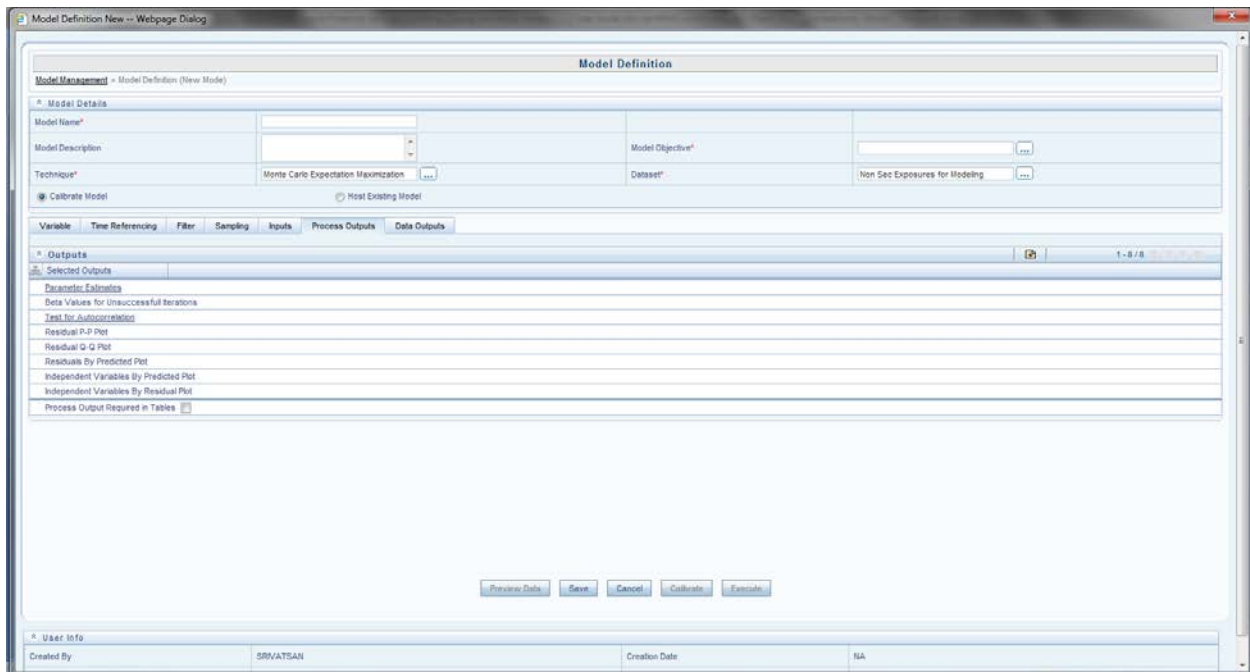 Model Definition New -- Webpage Dialog
Model Definition
Model Management » Model Definition (New Mode)
Model Details
Model Name*
Model Description
Model Objective*
Technique*
Monte Carlo Expectation Maximization
...
Dataset*
Non Sec Exposures for Modeling
...
Calibrate Model
Host Existing Model
Variable
Time Referencing
Filter
Sampling
Inputs
Process Outputs
Data Outputs
Outputs
1 - 8 / 8
Selected Outputs
Parameter Estimates
Beta Values for Unsuccessfull Iterations
Test for Autocorrelation
Residual P-P Plot
Residual Q-Q Plot
Residuals By Predicted Plot
Independent Variables By Predicted Plot
Independent Variables By Residual Plot
Process Output Required in Tables
Preview Data
Save
Cancel
Calibrate
Execute
User Info
Created By
SRIVATSAN
Creation Date
NA